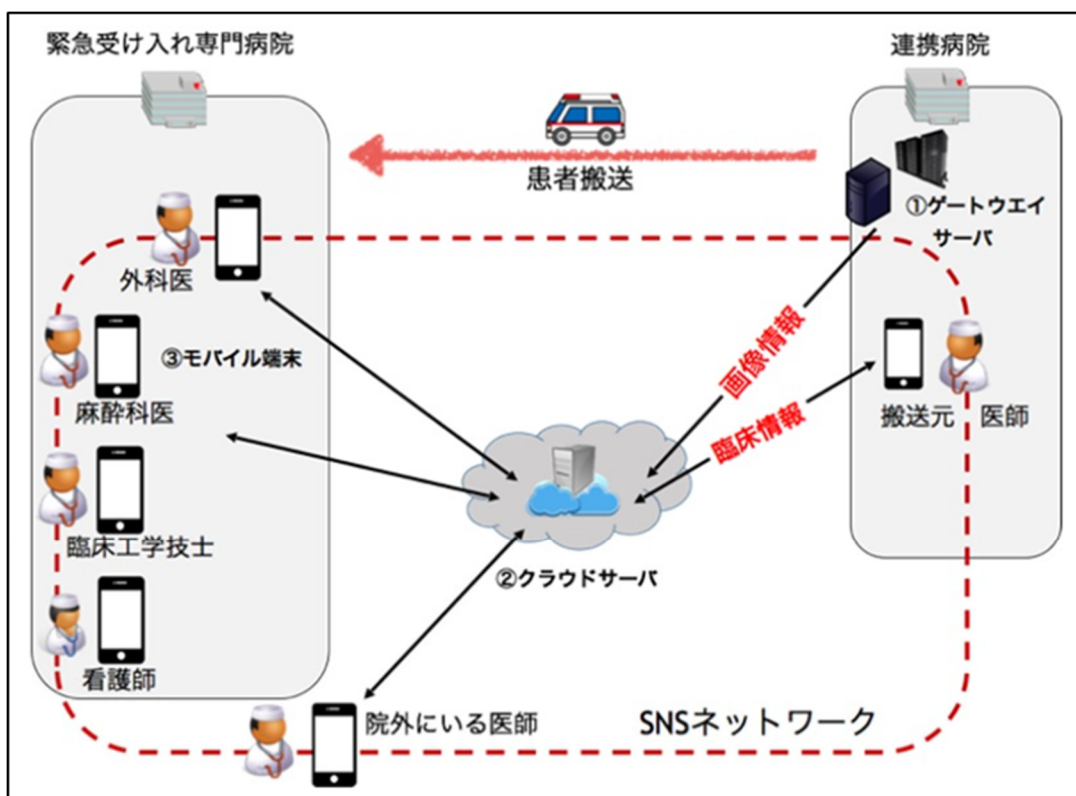 緊急受け入れ専門病院
連携病院
患者搬送
①ゲートウエイ
サーバ
外科医
画像情報
③モバイル端末
麻酔科医
搬送元
医師
臨床情報
臨床工学技士
②クラウドサーバ
看護師
院外にいる医師
SNSネットワーク